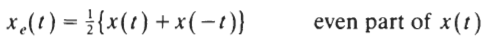 xₑ(t) = ½{x(t) + x(−t)} even part of x(t)